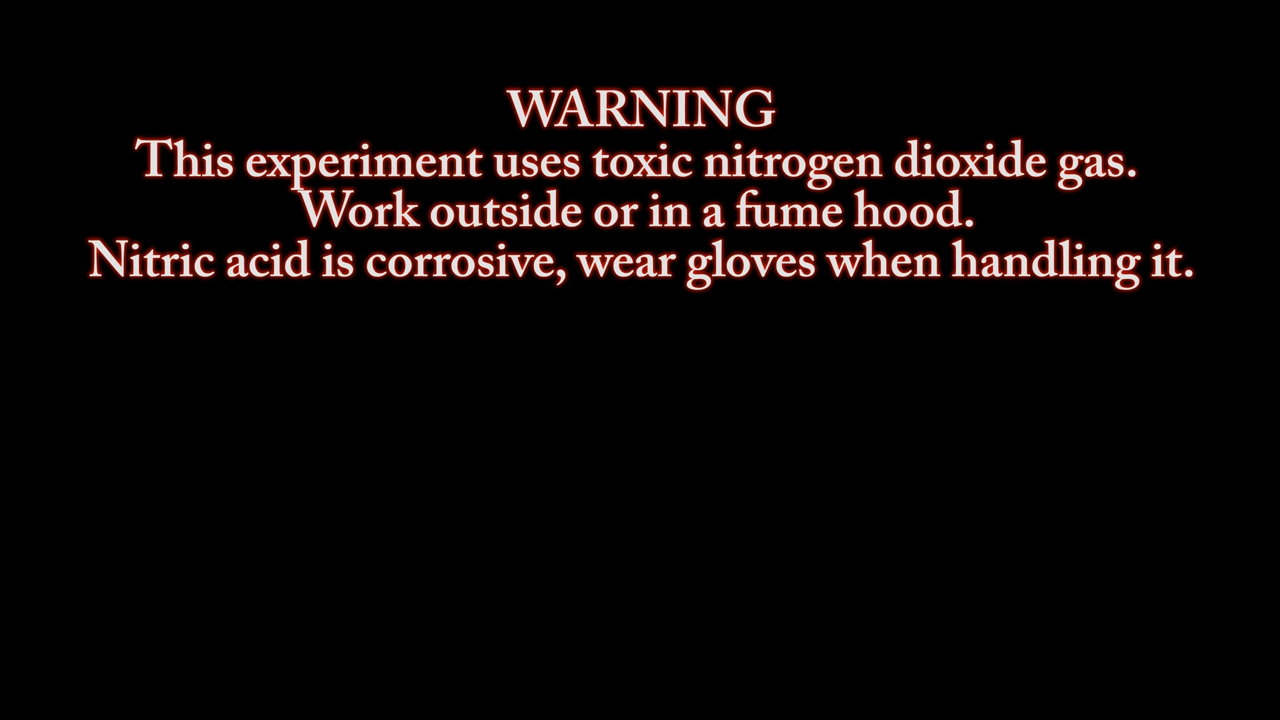 WARNING
This experiment uses toxic nitrogen dioxide gas.
Work outside or in a fume hood.
Nitric acid is corrosive, wear gloves when handling it.